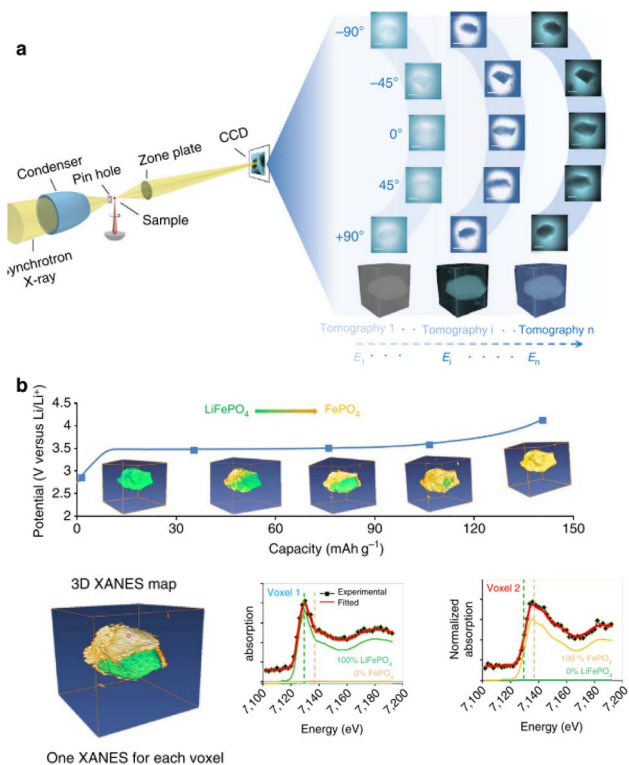 a
Condenser
Pin hole
Zone plate
CCD
Sample
ynchrotron
X-ray
–90°
–45°
0°
45°
+90°
Tomography 1 · · Tomography i · · Tomography n
E1 · · · Ei · · · · · En
b
LiFePO4 FePO4
Potential (V versus Li/Li+)
4.5
4
3.5
3
2.5
2
0 30 60 90 120 150
Capacity (mAh g–1)
3D XANES map
One XANES for each voxel
Voxel 1
Experimental
Fitted
absorption
100% LiFePO4
0% FePO4
7,100 7,120 7,140 7,160 7,180 7,200
Energy (eV)
Voxel 2
Normalized
absorption
100 % FePO4
0% LiFePO4
7,100 7,120 7,140 7,160 7,180 7,200
Energy (eV)